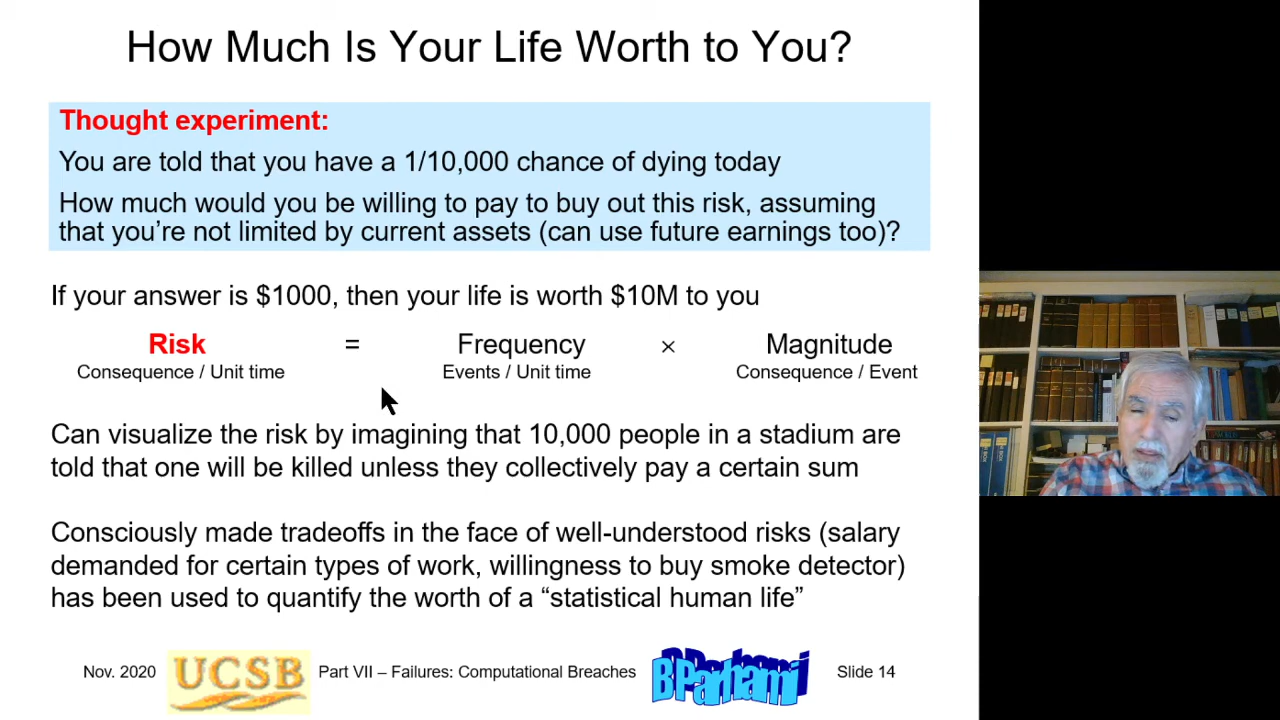 How Much Is Your Life Worth to You?
Thought experiment:
You are told that you have a 1/10,000 chance of dying today
How much would you be willing to pay to buy out this risk, assuming
that you’re not limited by current assets (can use future earnings too)?
If your answer is $1000, then your life is worth $10M to you
Risk = Frequency × Magnitude
Consequence / Unit time Events / Unit time Consequence / Event
Can visualize the risk by imagining that 10,000 people in a stadium are
told that one will be killed unless they collectively pay a certain sum
Consciously made tradeoffs in the face of well-understood risks (salary
demanded for certain types of work, willingness to buy smoke detector)
has been used to quantify the worth of a “statistical human life”
Nov. 2020 UCSB Part VII – Failures: Computational Breaches B Parhami Slide 14